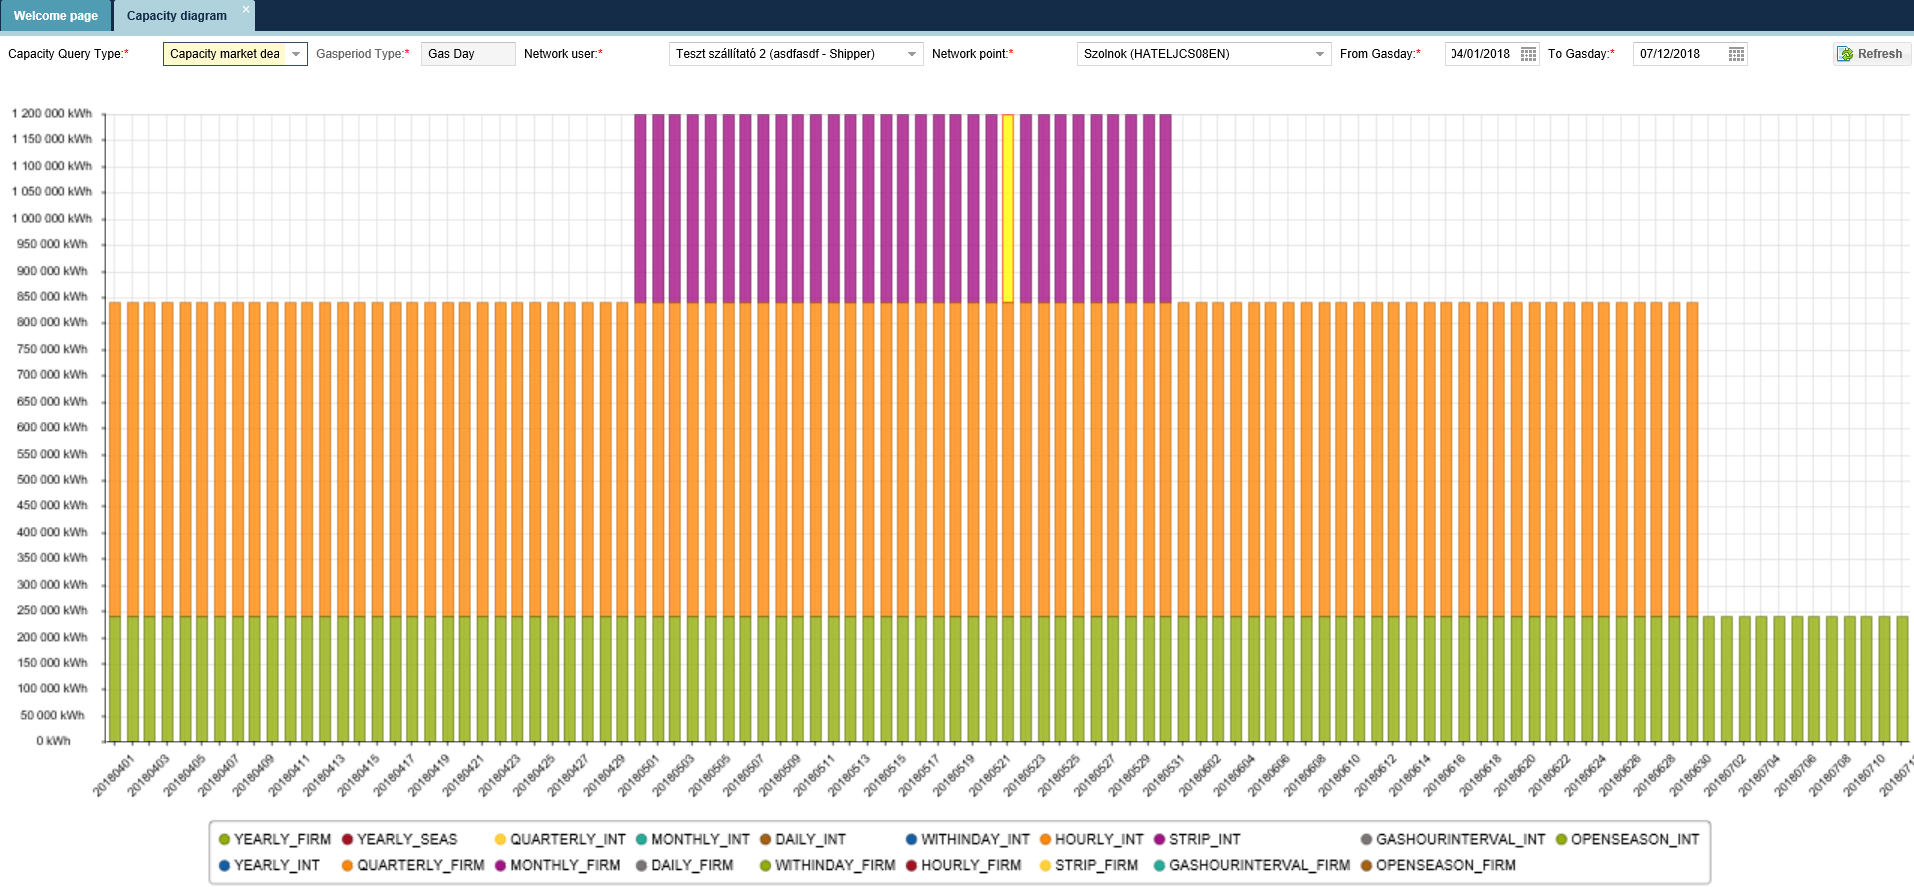 Welcome page
Capacity diagram
Capacity Query Type:* Capacity market dea Gasperiod Type:* Gas Day Network user:* Teszt szállítató 2 (asdfasdf - Shipper) Network point:* Szolnok (HATELJCS08EN) From Gasday:* 04/01/2018 To Gasday:* 07/12/2018 Refresh
1 200 000 kWh
1 150 000 kWh
1 100 000 kWh
1 050 000 kWh
1 000 000 kWh
950 000 kWh
900 000 kWh
850 000 kWh
800 000 kWh
750 000 kWh
700 000 kWh
650 000 kWh
600 000 kWh
550 000 kWh
500 000 kWh
450 000 kWh
400 000 kWh
350 000 kWh
300 000 kWh
250 000 kWh
200 000 kWh
150 000 kWh
100 000 kWh
50 000 kWh
0 kWh
20180401 20180403 20180405 20180407 20180409 20180411 20180413 20180415 20180417 20180419 20180421 20180423 20180425 20180427 20180429 20180501 20180503 20180505 20180507 20180509 20180511 20180513 20180515 20180517 20180519 20180521 20180523 20180525 20180527 20180529 20180531 20180602 20180604 20180606 20180608 20180610 20180612 20180614 20180616 20180618 20180620 20180622 20180624 20180626 20180628 20180630 20180702 20180704 20180706 20180708 20180710
YEARLY_FIRM YEARLY_SEAS QUARTERLY_INT MONTHLY_INT DAILY_INT WITHINDAY_INT HOURLY_INT STRIP_INT GASHOURINTERVAL_INT OPENSEASON_INT
YEARLY_INT QUARTERLY_FIRM MONTHLY_FIRM DAILY_FIRM WITHINDAY_FIRM HOURLY_FIRM STRIP_FIRM GASHOURINTERVAL_FIRM OPENSEASON_FIRM